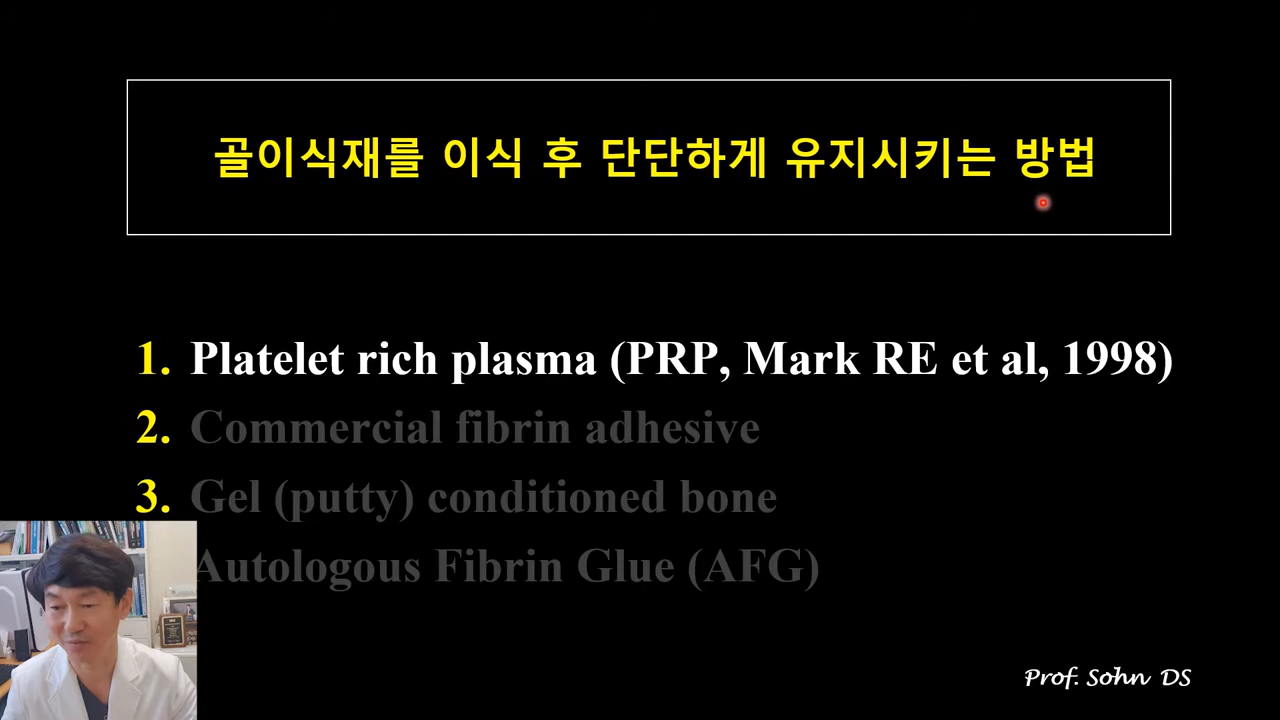 골이식재를 이식 후 단단하게 유지시키는 방법
1. Platelet rich plasma (PRP, Mark RE et al, 1998)
2. Commercial fibrin adhesive
3. Gel (putty) conditioned bone
Autologous Fibrin Glue (AFG)
Prof. Sohn DS